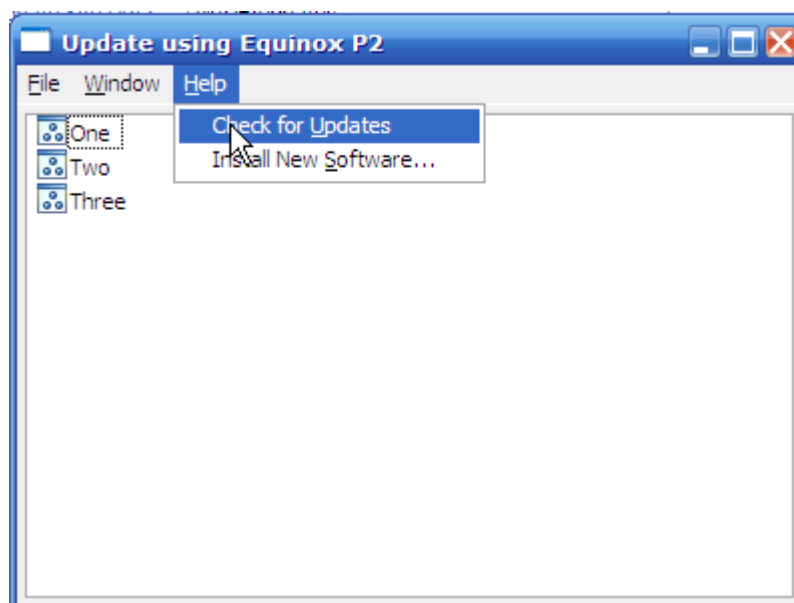 Update using Equinox P2
File Window Help
Check for Updates
Install New Software...
One
Two
Three